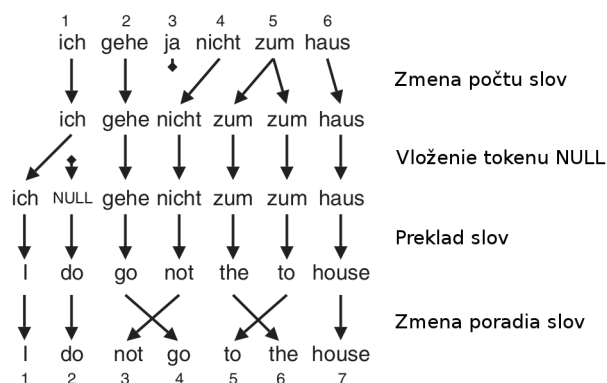 1 2 3 4 5 6
ich gehe ja nicht zum haus
Zmena počtu slov
ich gehe nicht zum zum haus
Vloženie tokenu NULL
ich NULL gehe nicht zum zum haus
Preklad slov
I do go not the to house
Zmena poradia slov
I do not go to the house
1 2 3 4 5 6 7